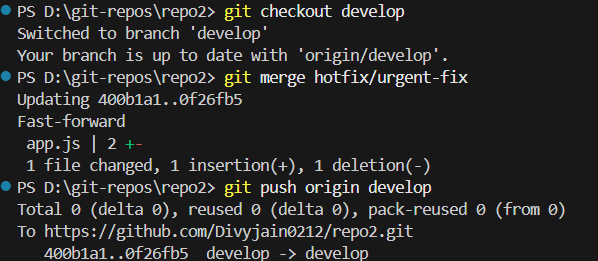 PS D:\git-repos\repo2> git checkout develop
Switched to branch 'develop'
Your branch is up to date with 'origin/develop'.
PS D:\git-repos\repo2> git merge hotfix/urgent-fix
Updating 400b1a1..0f26fb5
Fast-forward
 app.js | 2 +-
 1 file changed, 1 insertion(+), 1 deletion(-)
PS D:\git-repos\repo2> git push origin develop
Total 0 (delta 0), reused 0 (delta 0), pack-reused 0 (from 0)
To https://github.com/Divyjain0212/repo2.git
   400b1a1..0f26fb5  develop -> develop